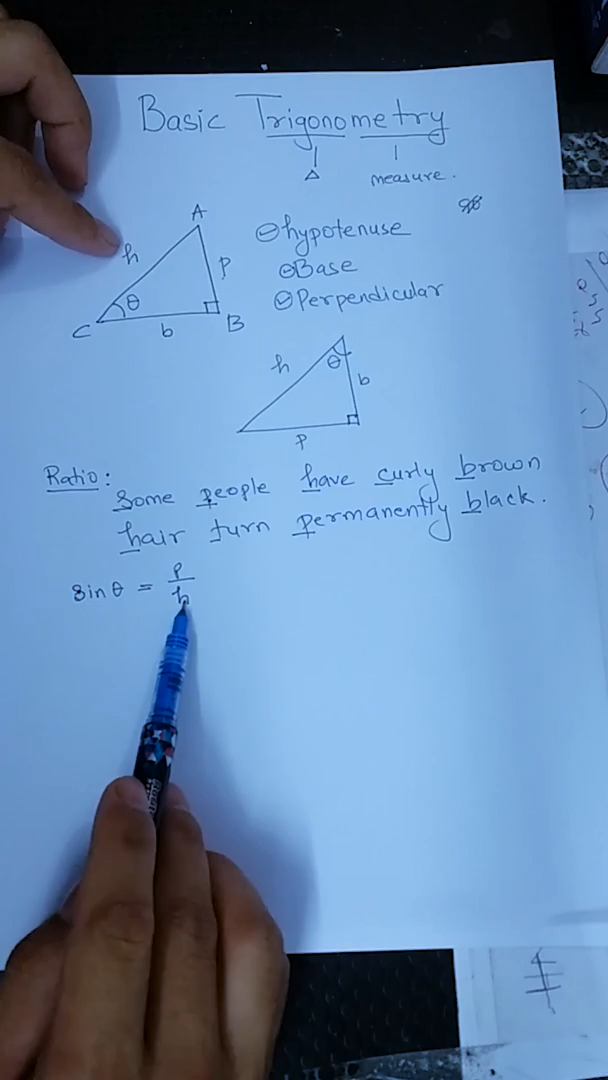 Basic Trigonometry
Δ measure.
A
h
p
θ
C
b
B
hypotenuse
Base
Perpendicular
h
θ
b
p
Ratio:
Some people have curly brown
hair turn permanently black.
sin θ = p/h